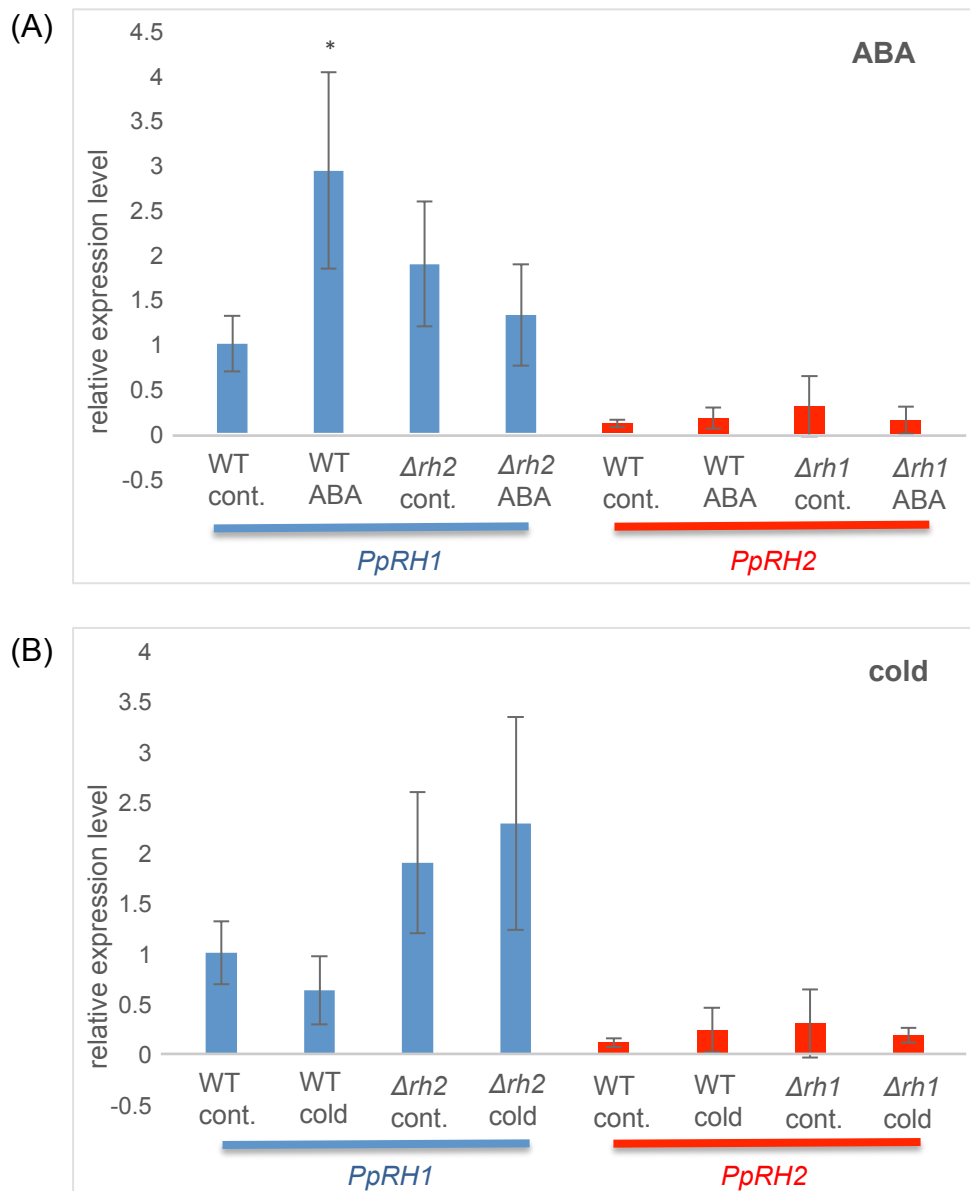 (A)
ABA
*
4.5
4
3.5
3
2.5
2
1.5
1
0.5
0
-0.5
relative expression level
WT WT Δrh2 Δrh2 WT WT Δrh1 Δrh1
cont. ABA cont. ABA cont. ABA cont. ABA
PpRH1 PpRH2
(B)
cold
4
3.5
3
2.5
2
1.5
1
0.5
0
-0.5
relative expression level
WT WT Δrh2 Δrh2 WT WT Δrh1 Δrh1
cont. cold cont. cold cont. cold cont. cold
PpRH1 PpRH2